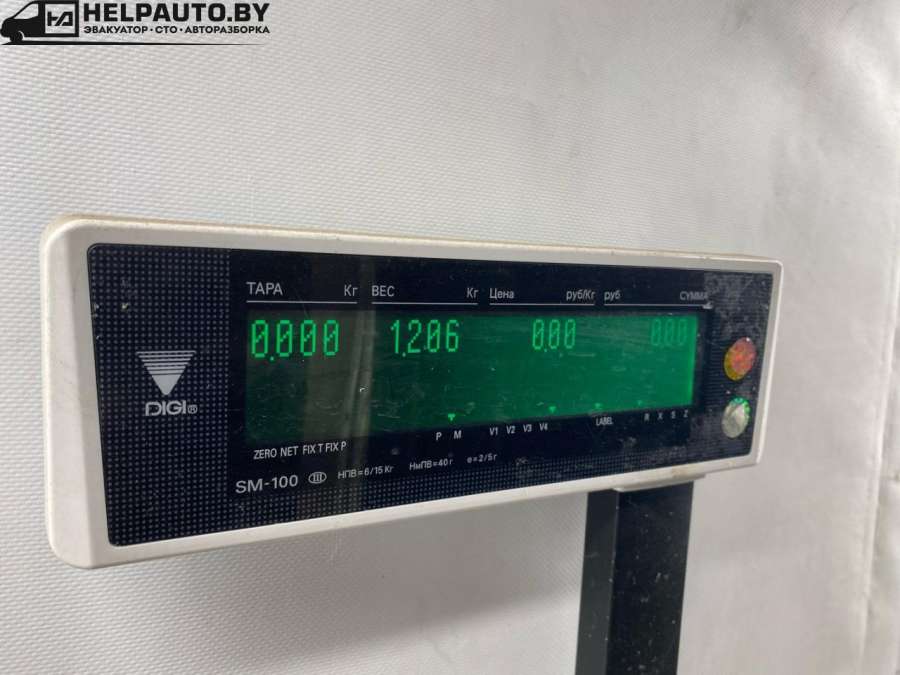 HELPAUTO.BY
ЭВАКУАТОР · СТО · АВТОРАЗБОРКА
ТАРА Кг ВЕС Кг Цена руб/Кг руб СУММА
0.000 1.206 0.00 0.00
DIGI®
P M V1 V2 V3 V4 LABEL R X S Z
ZERO NET FIX T FIX P
SM-100 III НПВ=6/15 Кг НмПВ=40 г е=2/5 г